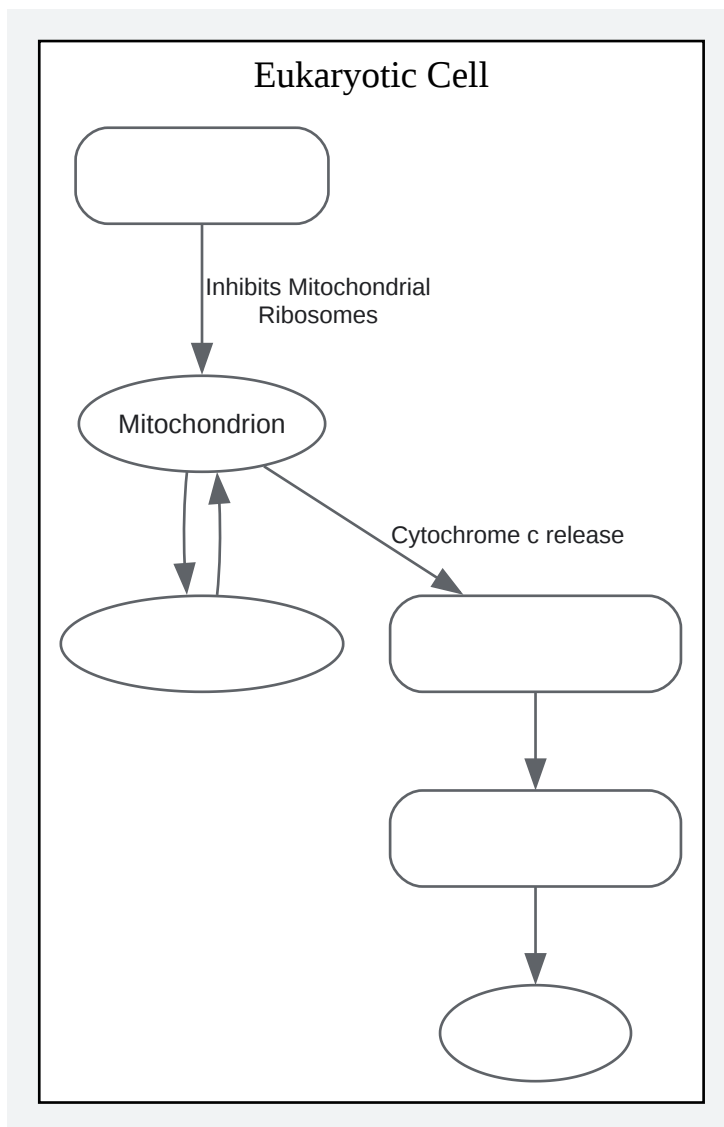 Eukaryotic Cell
Inhibits Mitochondrial
Ribosomes
Mitochondrion
Cytochrome c release